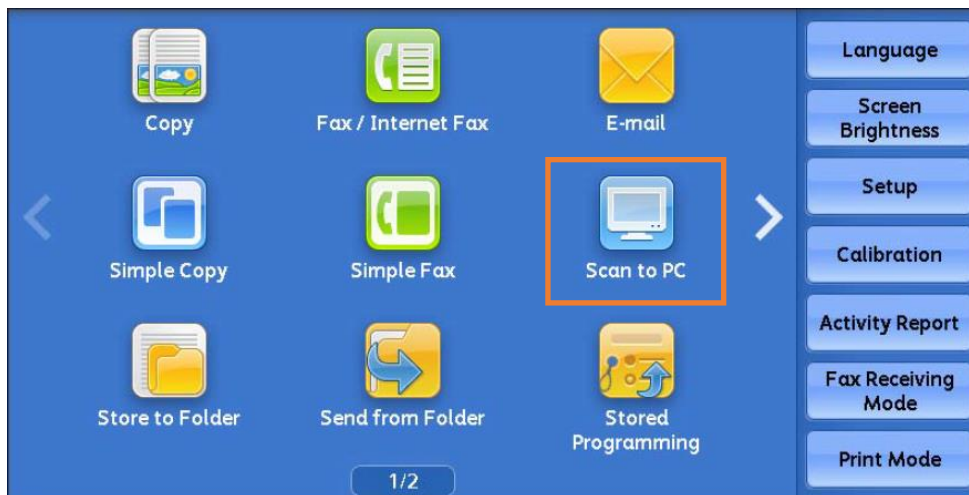 Copy
Fax / Internet Fax
E-mail
Simple Copy
Simple Fax
Scan to PC
Store to Folder
Send from Folder
Stored
Programming
1/2
Language
Screen
Brightness
Setup
Calibration
Activity Report
Fax Receiving
Mode
Print Mode